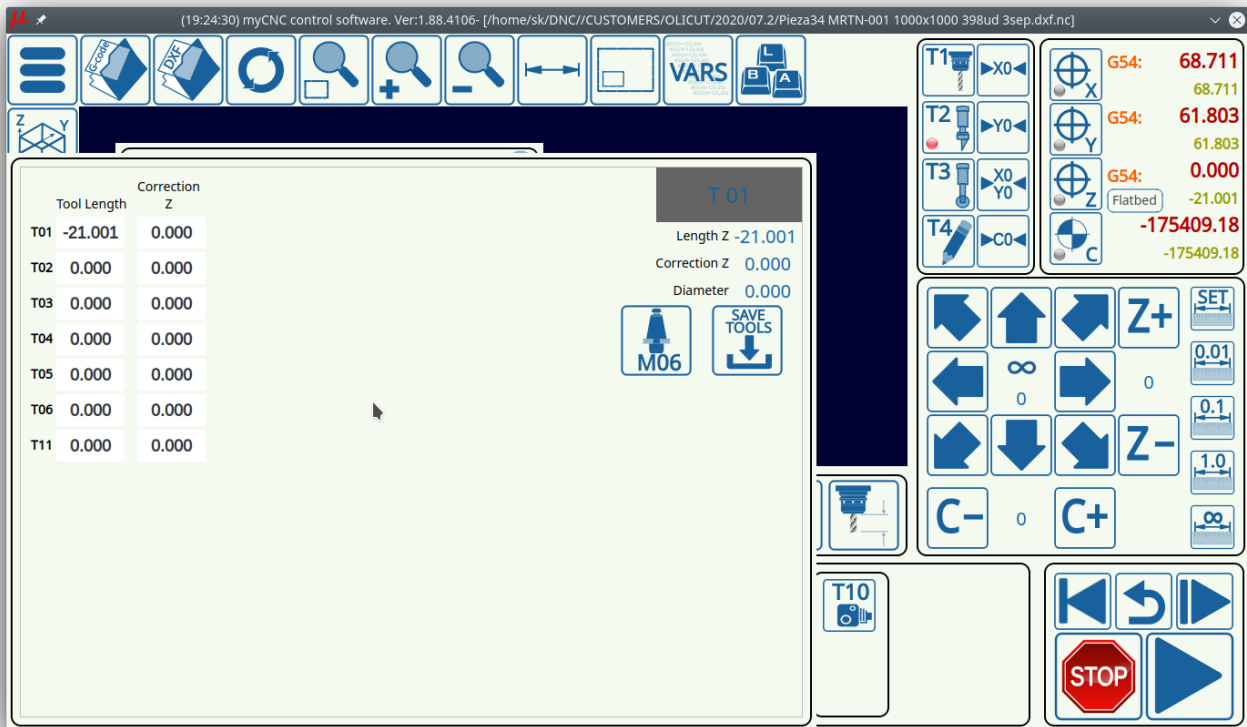 μ (19:24:30) myCNC control software. Ver:1.88.4106- [/home/sk/DNC//CUSTOMERS/OLICUT/2020/07.2/Pieza34 MRTN-001 1000x1000 398ud 3sep.dxf.nc]
G-code
DXF
VARS
L
B A
Z Y
T1 X0
T2 Y0
T3 X0 Y0
T4 C0
X G54: 68.711
68.711
Y G54: 61.803
61.803
Z G54: 0.000
Flatbed -21.001
C -175409.18
-175409.18
Correction
Tool Length Z
T01 -21.001 0.000
T02 0.000 0.000
T03 0.000 0.000
T04 0.000 0.000
T05 0.000 0.000
T06 0.000 0.000
T11 0.000 0.000
T 01
Length Z -21.001
Correction Z 0.000
Diameter 0.000
M06
SAVE
TOOLS
Z+
SET
∞
0
0
0.01
0.1
Z−
1.0
C− 0 C+
∞
T10
STOP